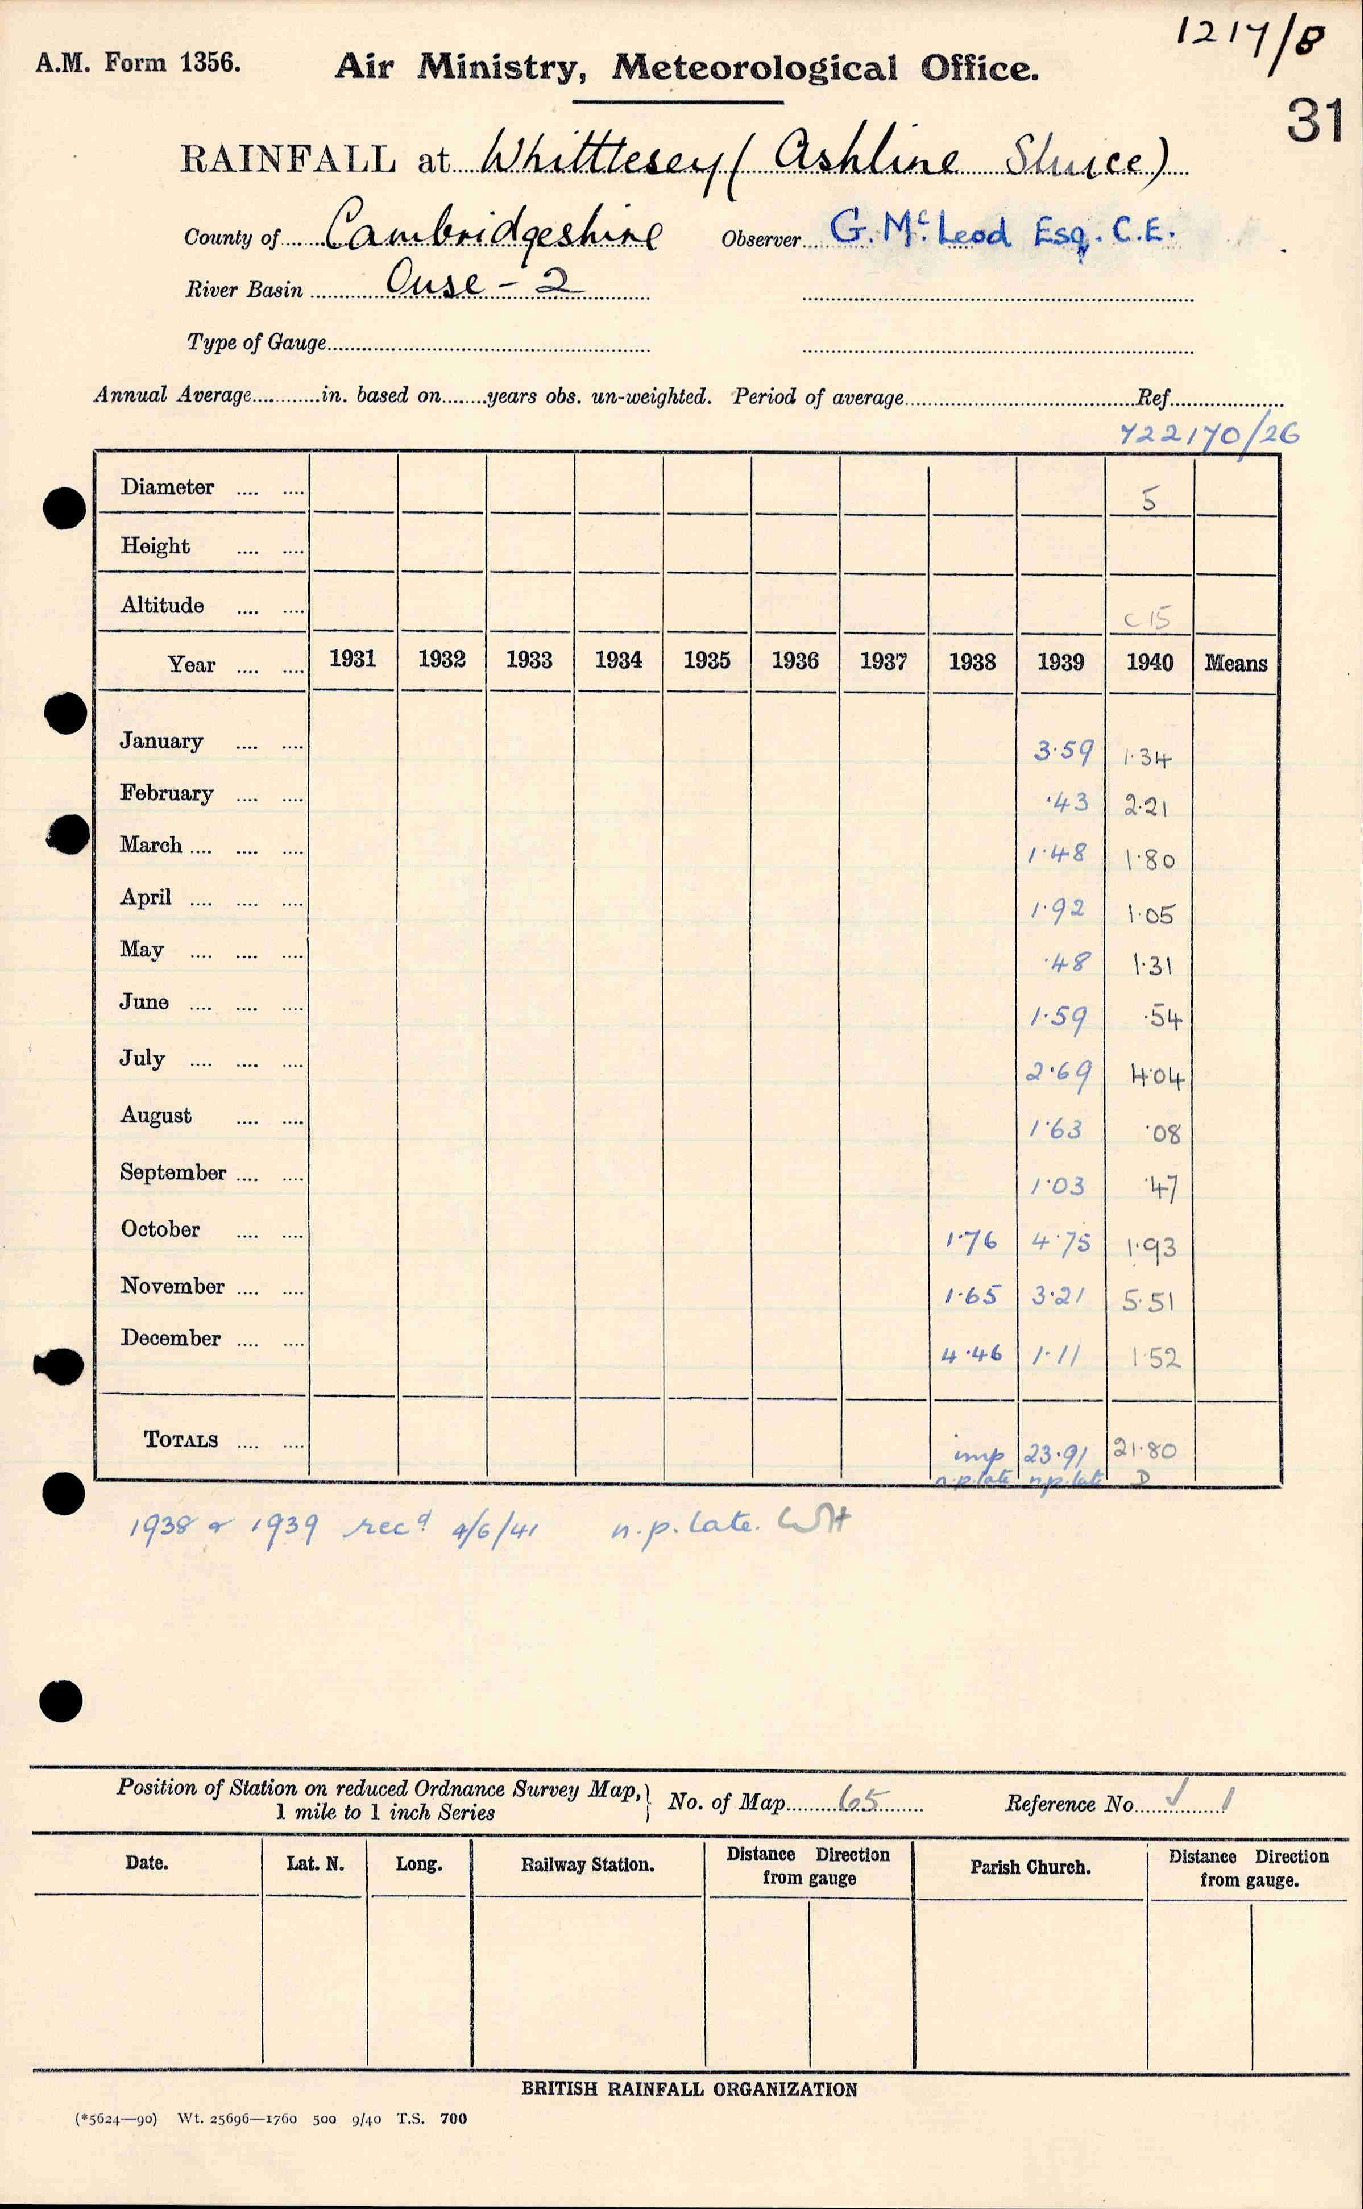 1217/8
A.M. Form 1356. Air Ministry, Meteorological Office.
31
RAINFALL at Whittlesey (Ashline Sluice)
County of Cambridgeshire Observer G. McLeod Esq. C.E.
River Basin Ouse - 2
Type of Gauge
Annual Average in. based on years obs. un-weighted. Period of average Ref
722170/26
Diameter 5
Height
Altitude c 15
Year 1931 1932 1933 1934 1935 1936 1937 1938 1939 1940 Means
January 3.59 1.34
February .43 2.21
March 1.48 1.80
April 1.92 1.05
May .48 1.31
June 1.59 .54
July 2.69 4.04
August 1.63 .08
September 1.03 .47
October 1.76 4.75 1.93
November 1.65 3.21 5.51
December 4.46 1.11 1.52
TOTALS imp 23.91 21.80
n.p. late n.p. late D
1938 & 1939 recd 4/6/41 n.p. late.
Position of Station on reduced Ordnance Survey Map, No. of Map 65 Reference No. J 1
1 mile to 1 inch Series
Date. Lat. N. Long. Railway Station. Distance Direction from gauge Parish Church. Distance Direction from gauge.
BRITISH RAINFALL ORGANIZATION
(*5624—90) Wt. 25696—1760 500 9/40 T.S. 700